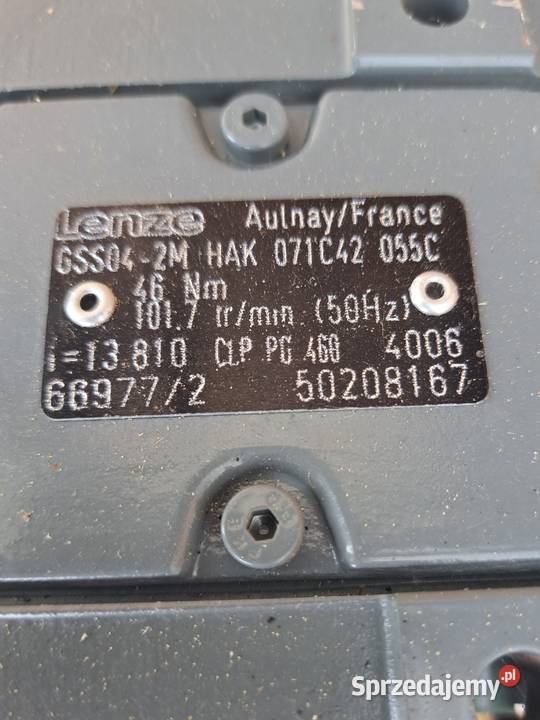 Lenze Aulnay/France
GSS04-2M HAK 071C42 055C
46 Nm
101.7 tr/min (50Hz)
i=13.810 CLP PG 460 4006
66977/2 50208167
Sprzedajemy.pl